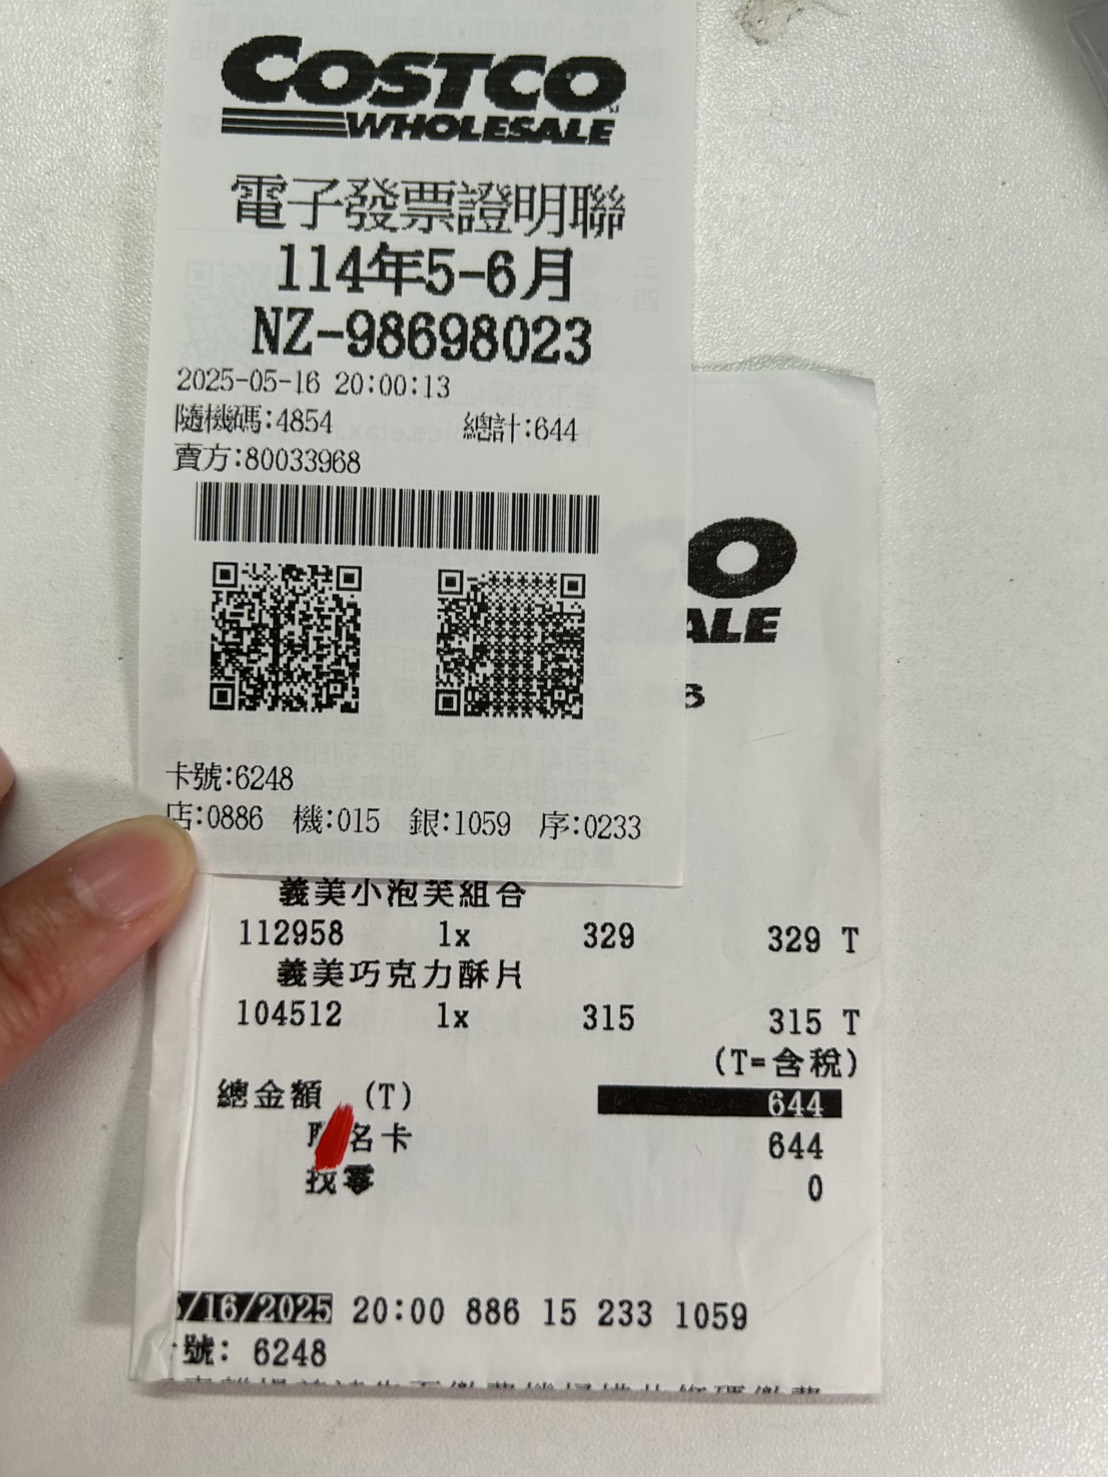 COSTCO
WHOLESALE
電子發票證明聯
114年5-6月
NZ-98698023
2025-05-16 20:00:13
隨機碼:4854 總計:644
賣方:80033968
卡號:6248
店:0886 機:015 銀:1059 序:0233
義美小泡芙組合
112958 1x 329 329 T
義美巧克力酥片
104512 1x 315 315 T
(T=含稅)
總金額 (T) 644
名卡 644
找零 0
/16/2025 20:00 886 15 233 1059
號: 6248